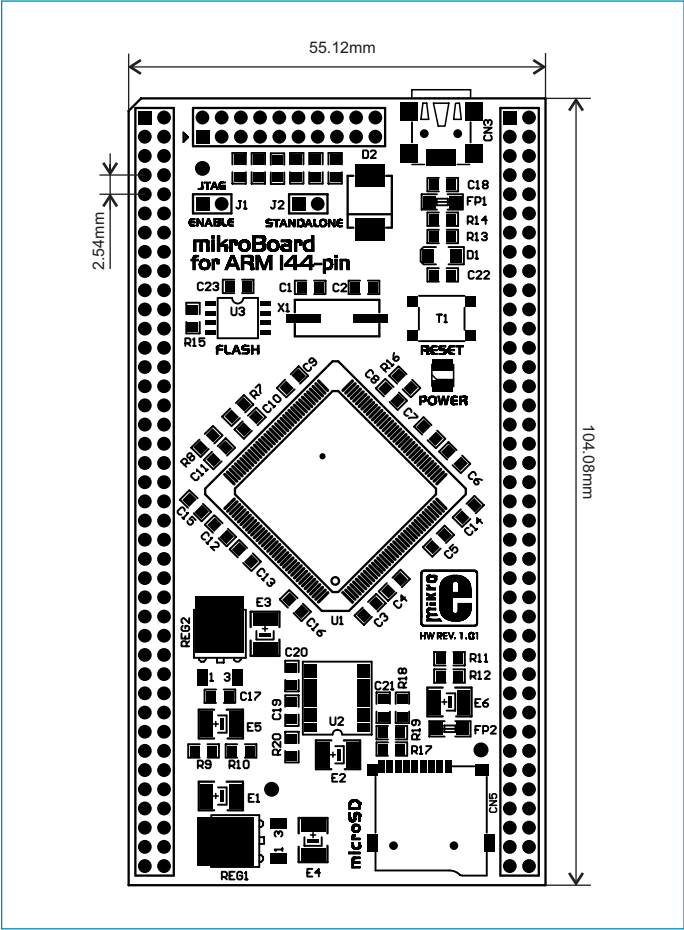 55.12mm
CN3
D2
C18
FP1
JTAG
J1
J2
ENABLE
STANDALONE
R14
R13
2.54mm
mikroBoard
for ARM 144-pin
D1
C22
C23
C1
C2
U3
X1
T1
R15
FLASH
RESET
C9
R16
C8
POWER
R7
C10
C7
R8
C11
C6
104.08mm
C15
C12
C13
C14
C5
E3
C16
U1
C3
C4
mikro
e
HW REV. 1.01
REG2
C20
R11
R12
1 3
C17
C19
C21
R18
E6
E5
U2
R19
FP2
R20
R17
R9
R10
E2
E1
microSD
CN5
3
1
REG1
E4